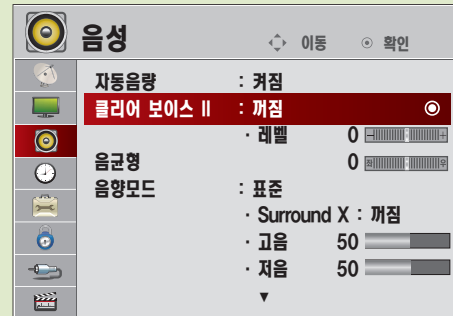 음성 이동 확인
자동음량 : 켜짐
클리어 보이스 II : 꺼짐
· 레벨 0 - +
음균형 0 좌 우
음향모드 : 표준
· Surround X : 꺼짐
· 고음 50
· 저음 50
▼